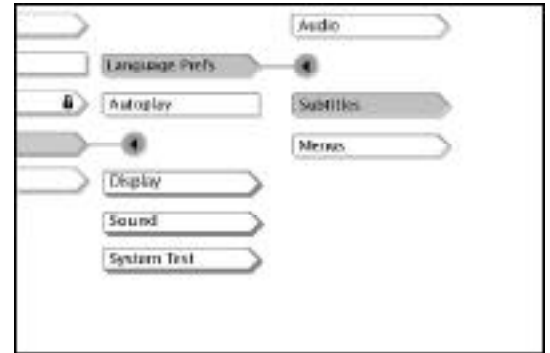 Audio
Language Prefs
Autoplay
Subtitles
Menus
Display
Sound
System Test